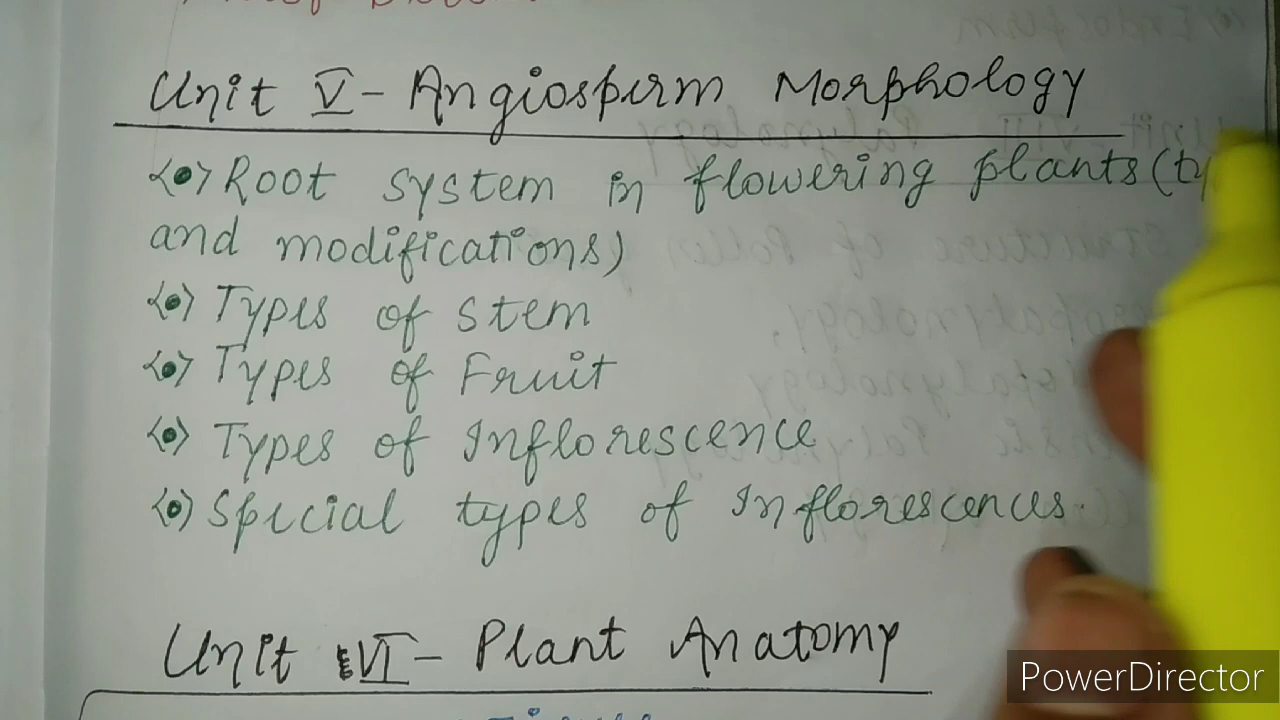 Unit V - Angiosperm Morphology
Root system in flowering plants (
and modifications)
Types of stem
Types of Fruit
Types of Inflorescence
Special types of Inflorescences.
Unit VI - Plant Anatomy
PowerDirector